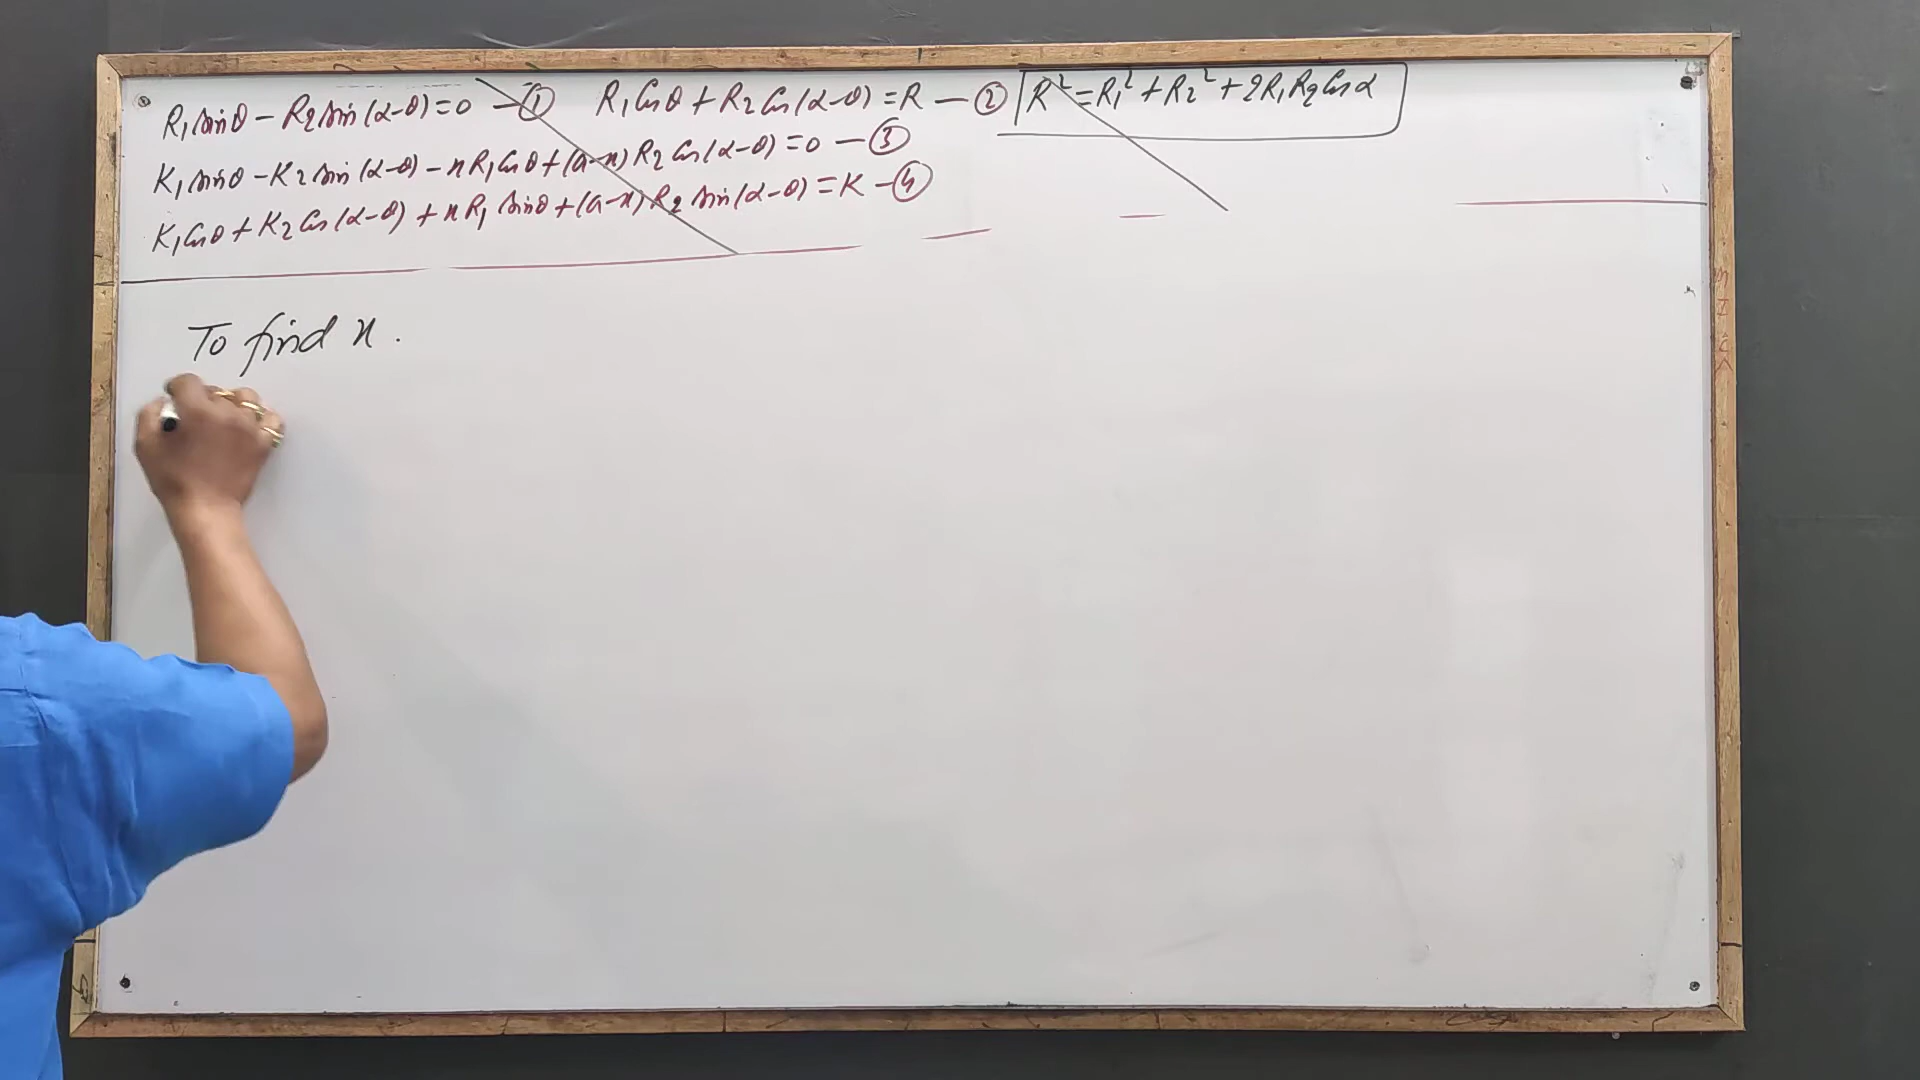 R₁sinθ - R₂sin(α-θ)=0 — ① R₁Cosθ + R₂Cos(α-θ) = R — ② R² = R₁² + R₂² + 2R₁R₂Cosα
K₁sinθ - K₂sin(α-θ) - xR₁Cosθ + (a-x)R₂Cos(α-θ) = 0 — ③
K₁Cosθ + K₂Cos(α-θ) + xR₁sinθ + (a-x)R₂sin(α-θ) = K — ④
To find x.